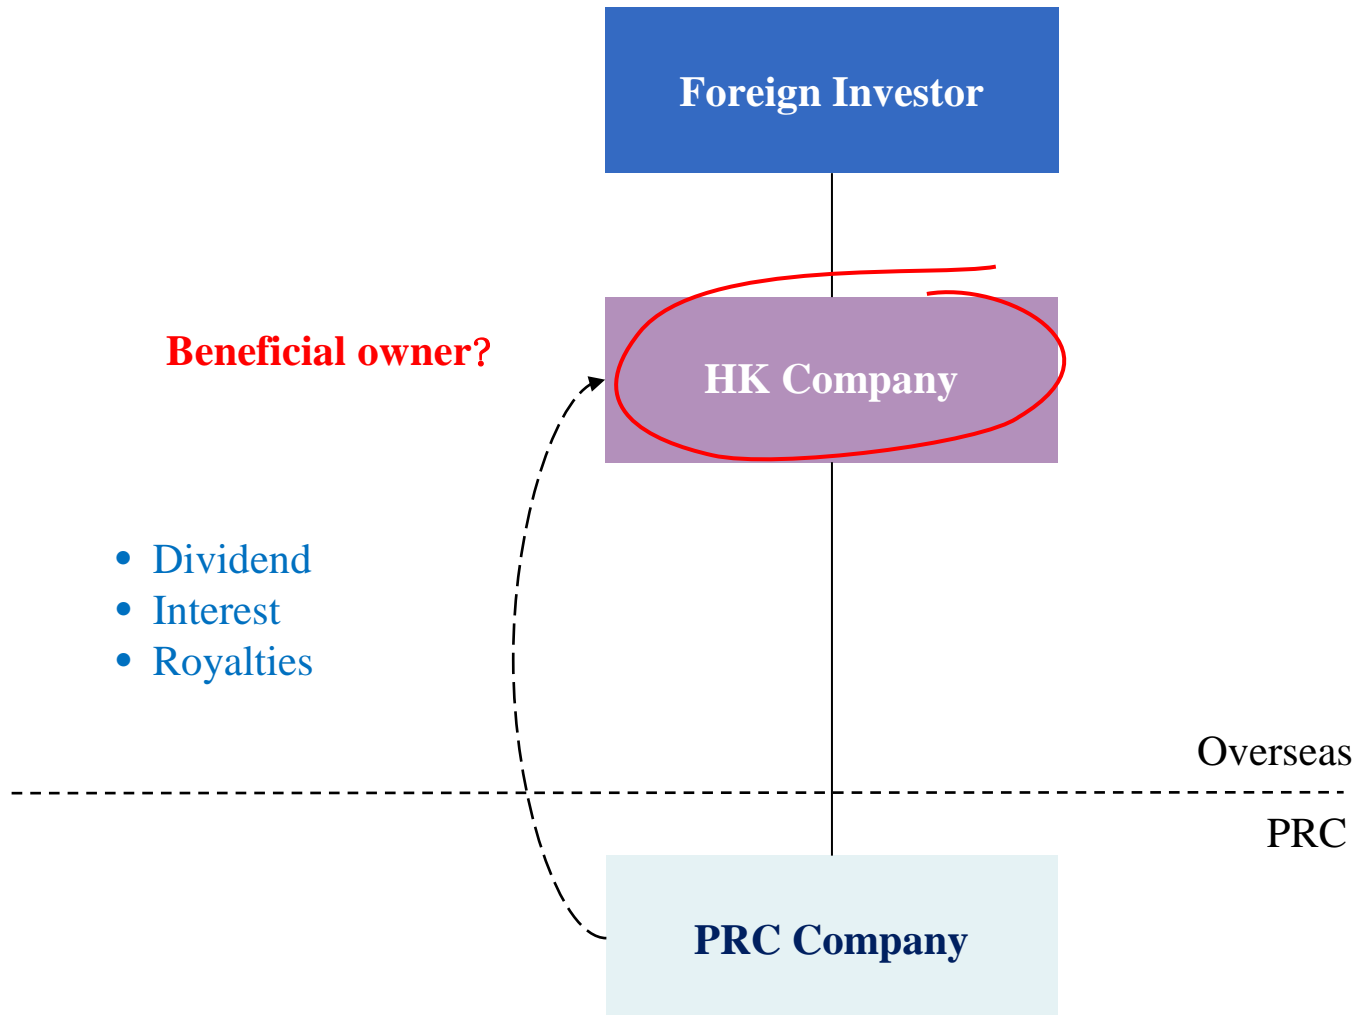 Foreign Investor
Beneficial owner？
HK Company
• Dividend
• Interest
• Royalties
Overseas
PRC
PRC Company